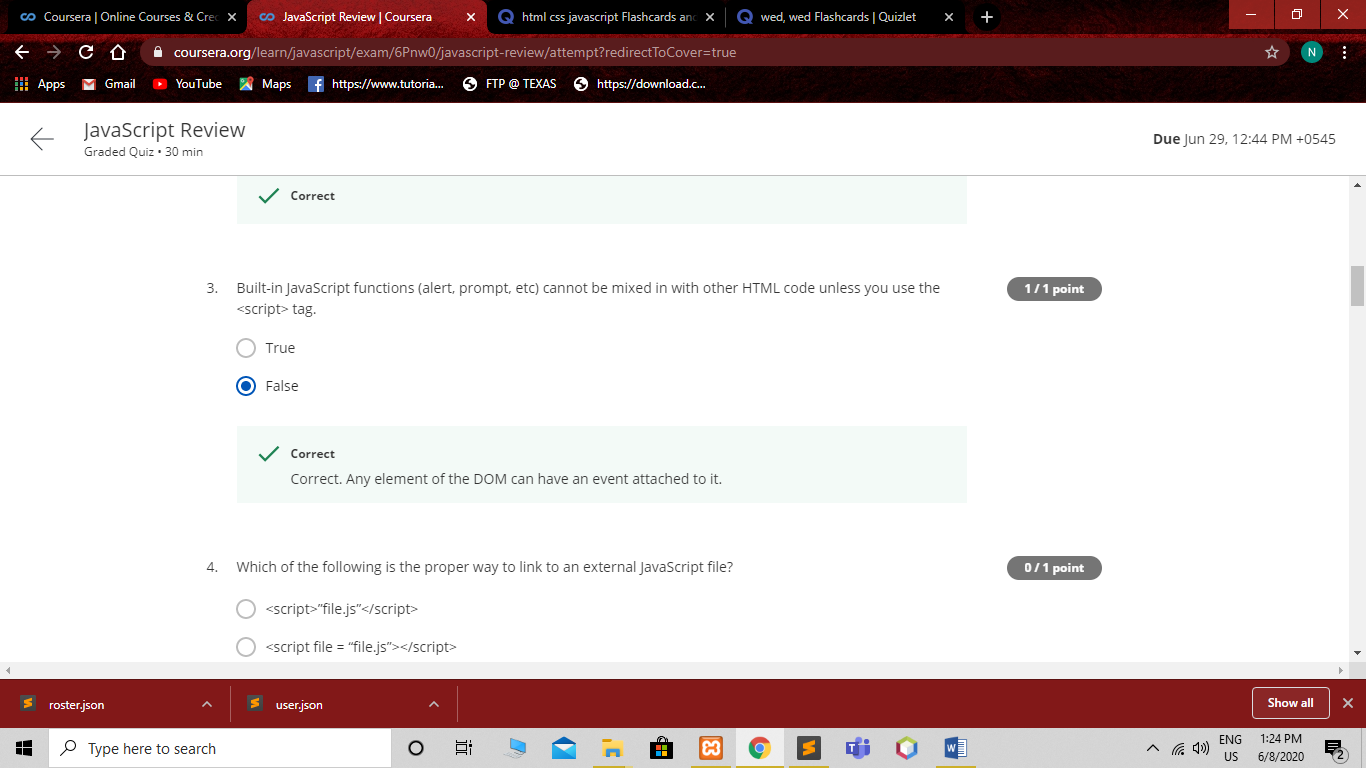 Coursera | Online Courses & Cre
JavaScript Review | Coursera
html css javascript Flashcards an
wed, wed Flashcards | Quizlet
coursera.org/learn/javascript/exam/6Pnw0/javascript-review/attempt?redirectToCover=true
N
Apps
Gmail
YouTube
Maps
https://www.tutoria...
FTP @ TEXAS
https://download.c...
JavaScript Review
Graded Quiz • 30 min
Due Jun 29, 12:44 PM +0545
Correct
3. Built-in JavaScript functions (alert, prompt, etc) cannot be mixed in with other HTML code unless you use the
<script> tag.
1 / 1 point
True
False
Correct
Correct. Any element of the DOM can have an event attached to it.
4. Which of the following is the proper way to link to an external JavaScript file?
0 / 1 point
<script>”file.js”</script>
<script file = “file.js”></script>
roster.json
user.json
Show all
Type here to search
ENG
US
1:24 PM
6/8/2020
2